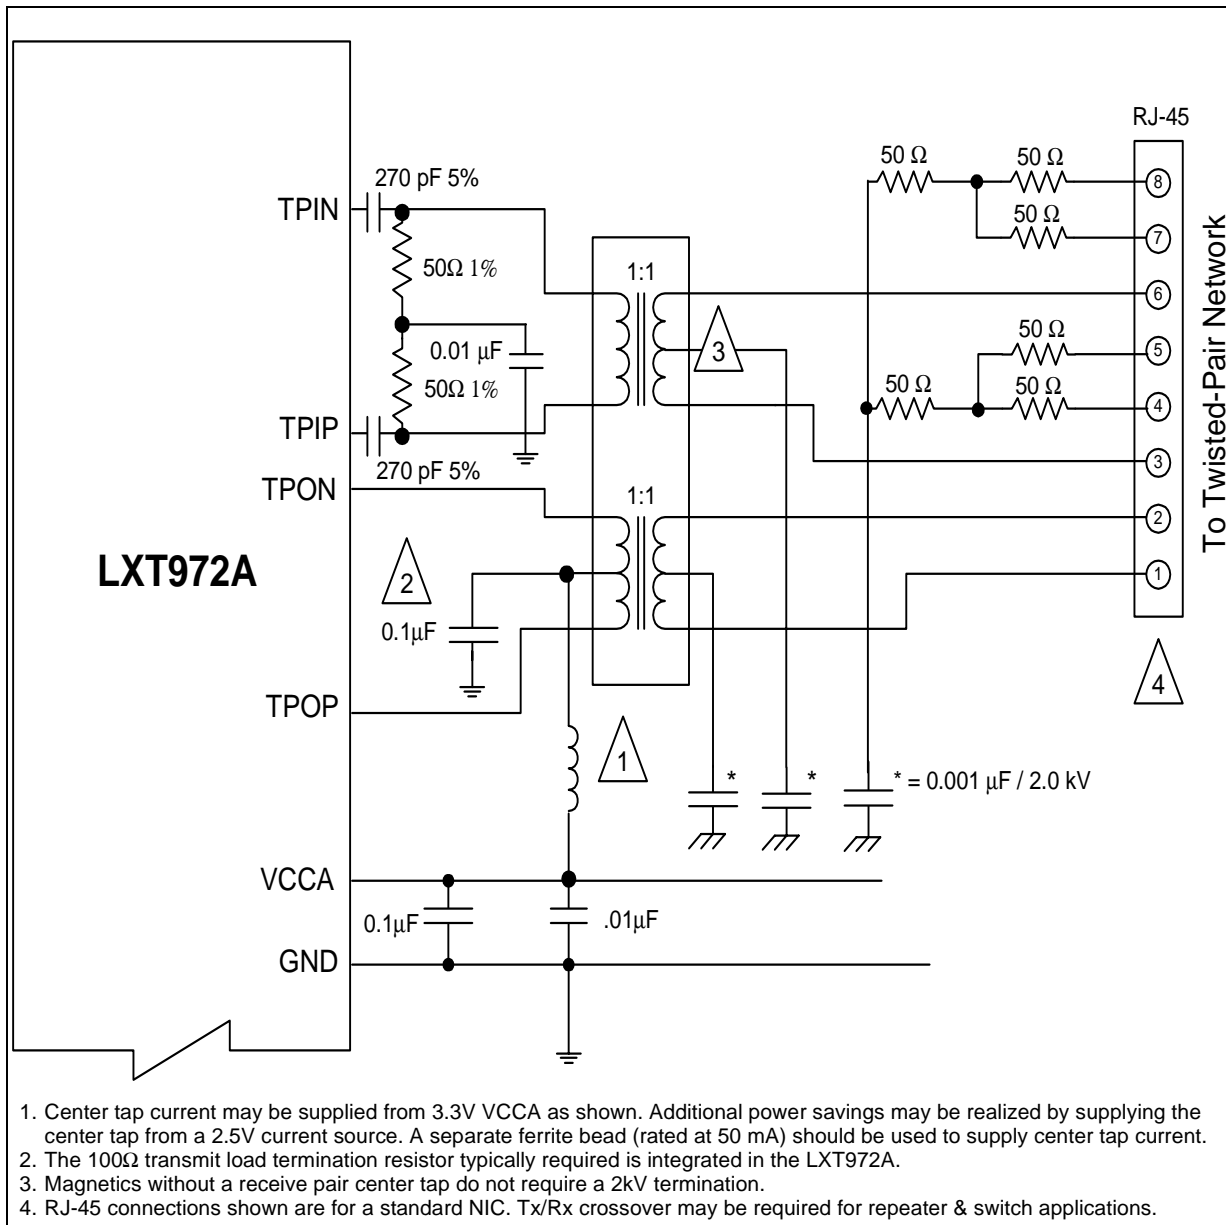 RJ-45
50 Ω
50 Ω
8
270 pF 5%
TPIN
50 Ω
7
50Ω 1%
1:1
6
To Twisted-Pair Network
50 Ω
5
3
0.01 μF
50Ω 1%
50 Ω
50 Ω
4
TPIP
270 pF 5%
3
TPON
1:1
2
LXT972A
2
1
0.1μF
4
TPOP
1
*
*
* = 0.001 μF / 2.0 kV
VCCA
0.1μF
.01μF
GND
1. Center tap current may be supplied from 3.3V VCCA as shown. Additional power savings may be realized by supplying the
center tap from a 2.5V current source. A separate ferrite bead (rated at 50 mA) should be used to supply center tap current.
2. The 100Ω transmit load termination resistor typically required is integrated in the LXT972A.
3. Magnetics without a receive pair center tap do not require a 2kV termination.
4. RJ-45 connections shown are for a standard NIC. Tx/Rx crossover may be required for repeater & switch applications.